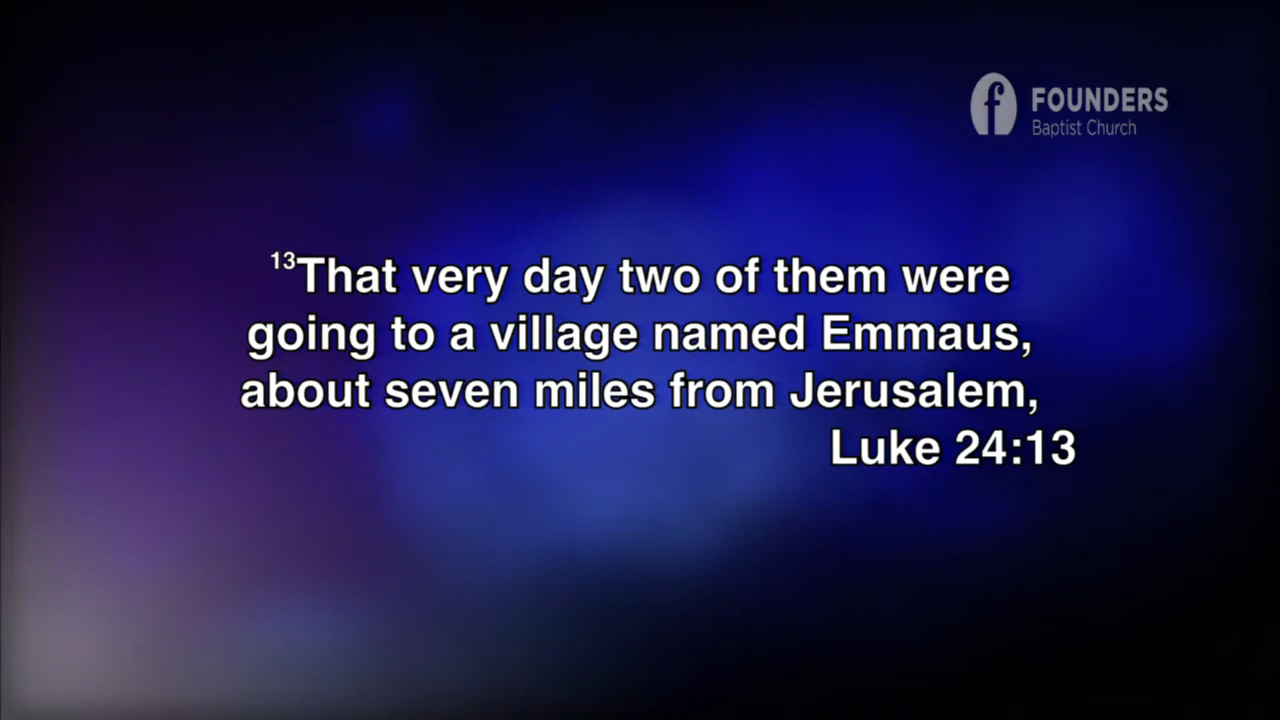 FOUNDERS
Baptist Church
13That very day two of them were
going to a village named Emmaus,
about seven miles from Jerusalem,
Luke 24:13